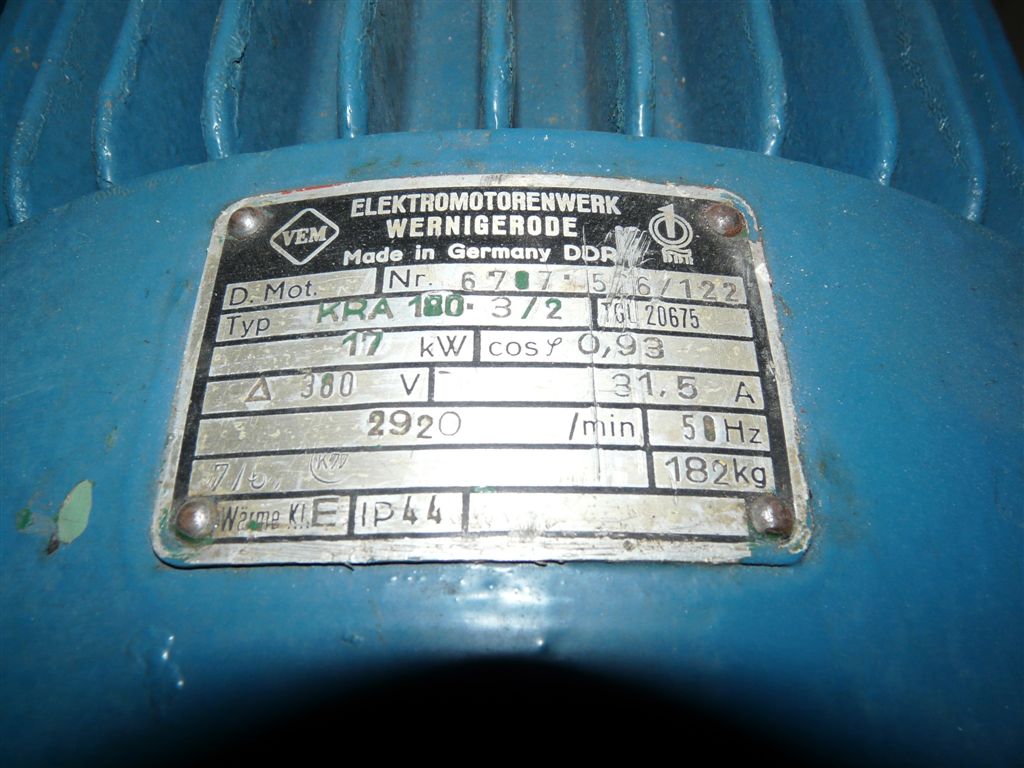 VEM
ELEKTROMOTORENWERK
WERNIGERODE
Made in Germany DDR
D. Mot. Nr.
Typ KRA 180· 3/2 TGL 20675
17 kW cosφ 0,93
Δ 380 V 31,5 A
2920 /min 50 Hz
182kg
Wärme Kl. E IP44